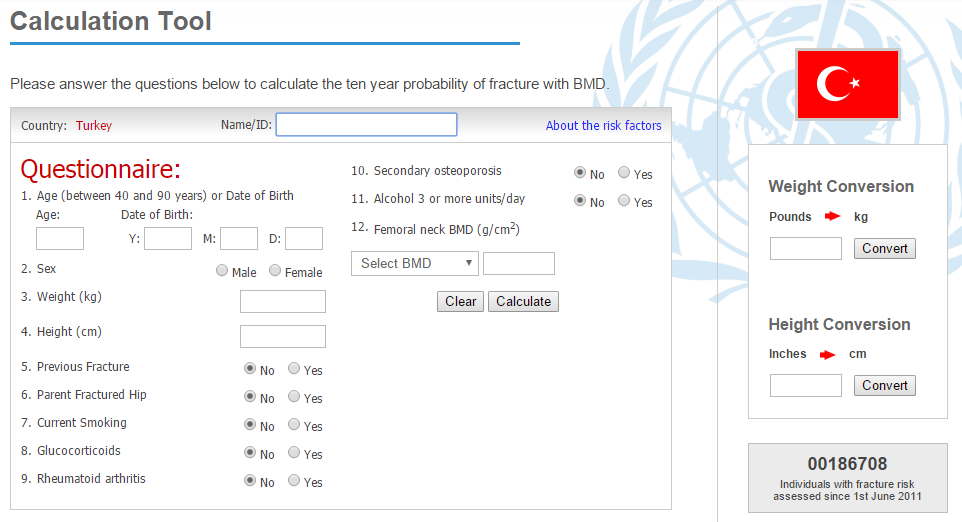 Calculation Tool
Please answer the questions below to calculate the ten year probability of fracture with BMD.
Country: Turkey Name/ID: About the risk factors
Questionnaire:
1. Age (between 40 and 90 years) or Date of Birth
Age: Date of Birth:
Y: M: D:
2. Sex Male Female
3. Weight (kg)
4. Height (cm)
5. Previous Fracture No Yes
6. Parent Fractured Hip No Yes
7. Current Smoking No Yes
8. Glucocorticoids No Yes
9. Rheumatoid arthritis No Yes
10. Secondary osteoporosis No Yes
11. Alcohol 3 or more units/day No Yes
12. Femoral neck BMD (g/cm²)
Select BMD
Clear Calculate
Weight Conversion
Pounds kg
Convert
Height Conversion
Inches cm
Convert
00186708
Individuals with fracture risk
assessed since 1st June 2011